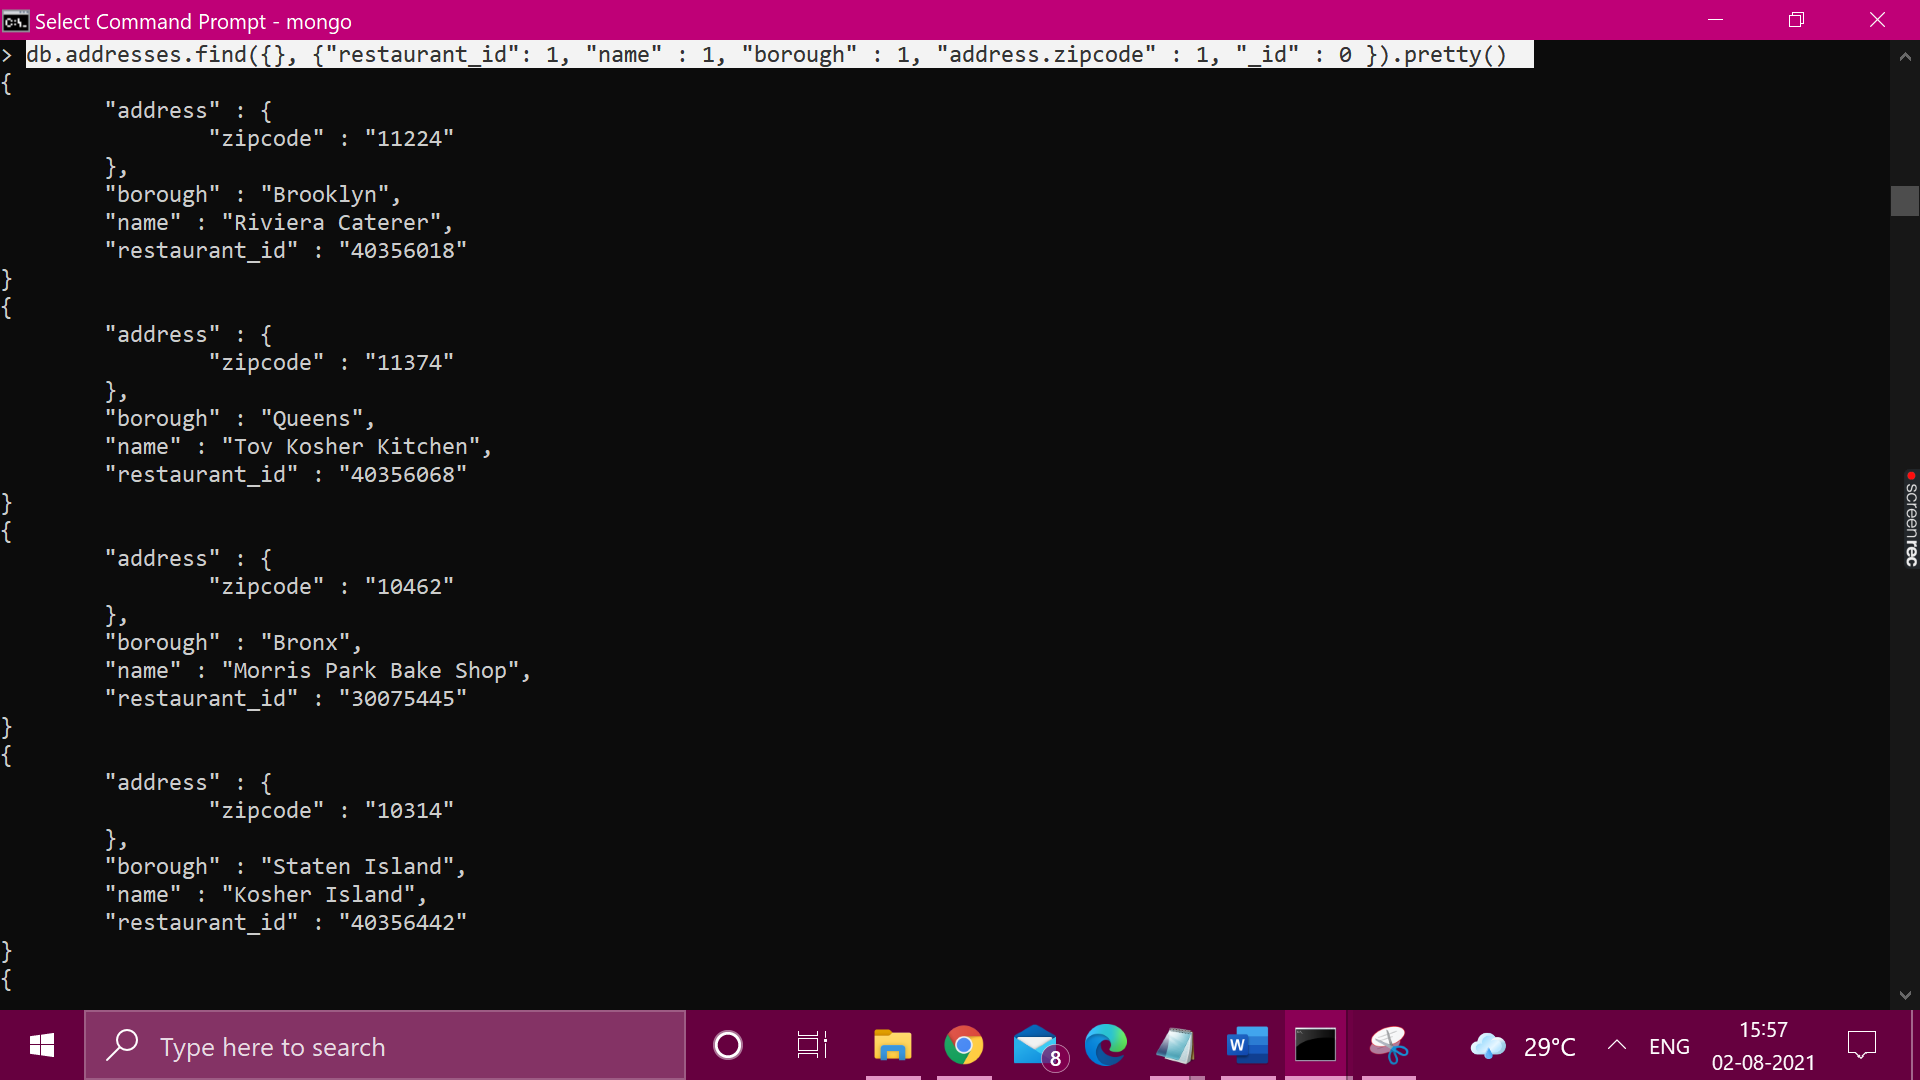 Select Command Prompt - mongo
> db.addresses.find({}, {"restaurant_id": 1, "name" : 1, "borough" : 1, "address.zipcode" : 1, "_id" : 0 }).pretty()
{
"address" : {
"zipcode" : "11224"
},
"borough" : "Brooklyn",
"name" : "Riviera Caterer",
"restaurant_id" : "40356018"
}
{
"address" : {
"zipcode" : "11374"
},
"borough" : "Queens",
"name" : "Tov Kosher Kitchen",
"restaurant_id" : "40356068"
}
{
"address" : {
"zipcode" : "10462"
},
"borough" : "Bronx",
"name" : "Morris Park Bake Shop",
"restaurant_id" : "30075445"
}
{
"address" : {
"zipcode" : "10314"
},
"borough" : "Staten Island",
"name" : "Kosher Island",
"restaurant_id" : "40356442"
}
{
screenrec
Type here to search
8
W
29°C
ENG
15:57
02-08-2021